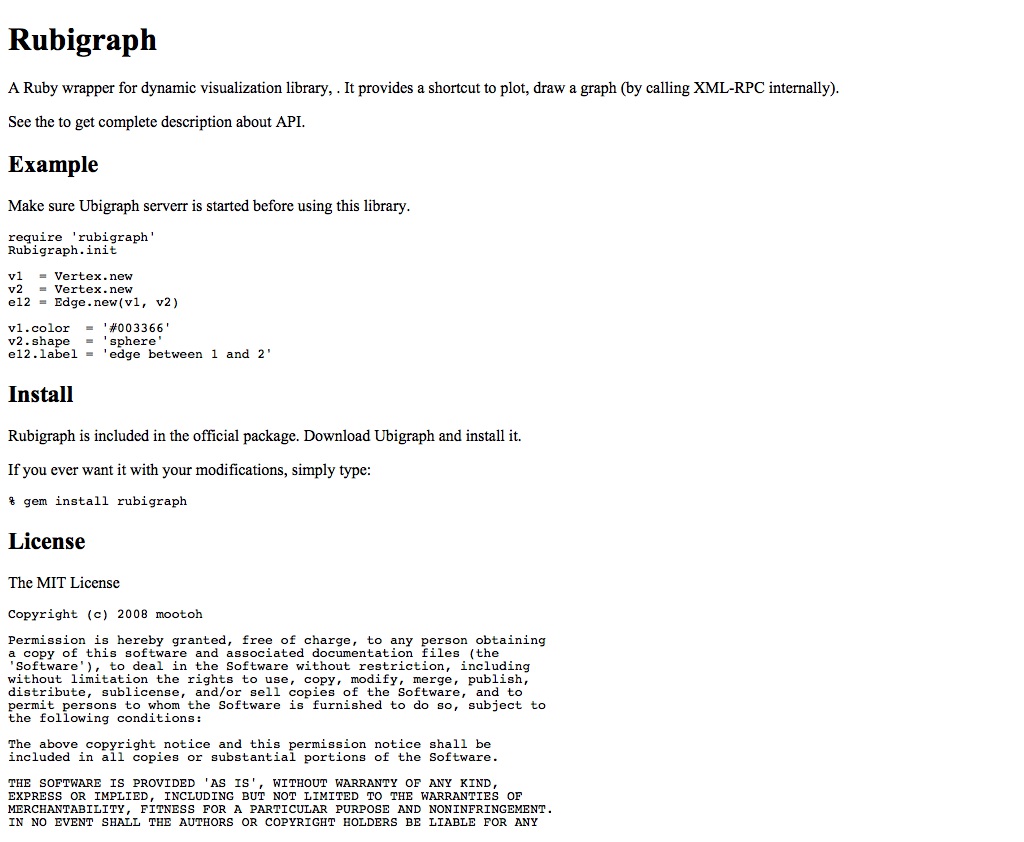 Rubigraph
A Ruby wrapper for dynamic visualization library, . It provides a shortcut to plot, draw a graph (by calling XML-RPC internally).
See the to get complete description about API.
Example
Make sure Ubigraph serverr is started before using this library.
require 'rubigraph'
Rubigraph.init
v1  = Vertex.new
v2  = Vertex.new
e12 = Edge.new(v1, v2)
v1.color  = '#003366'
v2.shape  = 'sphere'
e12.label = 'edge between 1 and 2'
Install
Rubigraph is included in the official package. Download Ubigraph and install it.
If you ever want it with your modifications, simply type:
% gem install rubigraph
License
The MIT License
Copyright (c) 2008 mootoh
Permission is hereby granted, free of charge, to any person obtaining
a copy of this software and associated documentation files (the
'Software'), to deal in the Software without restriction, including
without limitation the rights to use, copy, modify, merge, publish,
distribute, sublicense, and/or sell copies of the Software, and to
permit persons to whom the Software is furnished to do so, subject to
the following conditions:
The above copyright notice and this permission notice shall be
included in all copies or substantial portions of the Software.
THE SOFTWARE IS PROVIDED 'AS IS', WITHOUT WARRANTY OF ANY KIND,
EXPRESS OR IMPLIED, INCLUDING BUT NOT LIMITED TO THE WARRANTIES OF
MERCHANTABILITY, FITNESS FOR A PARTICULAR PURPOSE AND NONINFRINGEMENT.
IN NO EVENT SHALL THE AUTHORS OR COPYRIGHT HOLDERS BE LIABLE FOR ANY